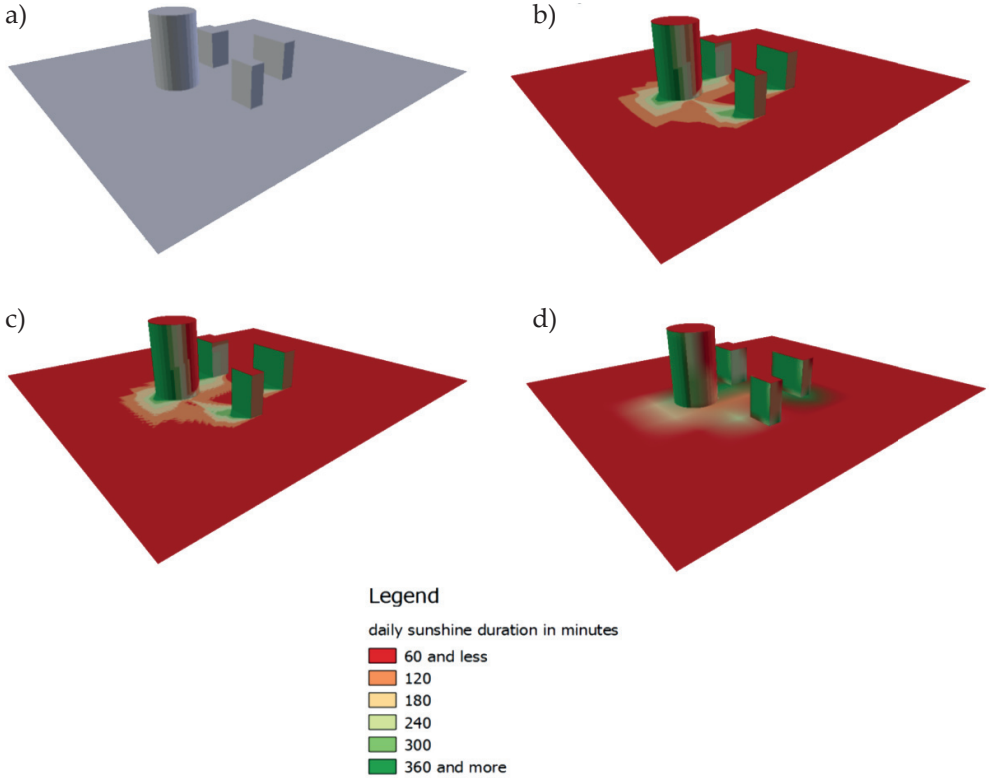 a)
b)
c)
d)
Legend
daily sunshine duration in minutes
60 and less
120
180
240
300
360 and more